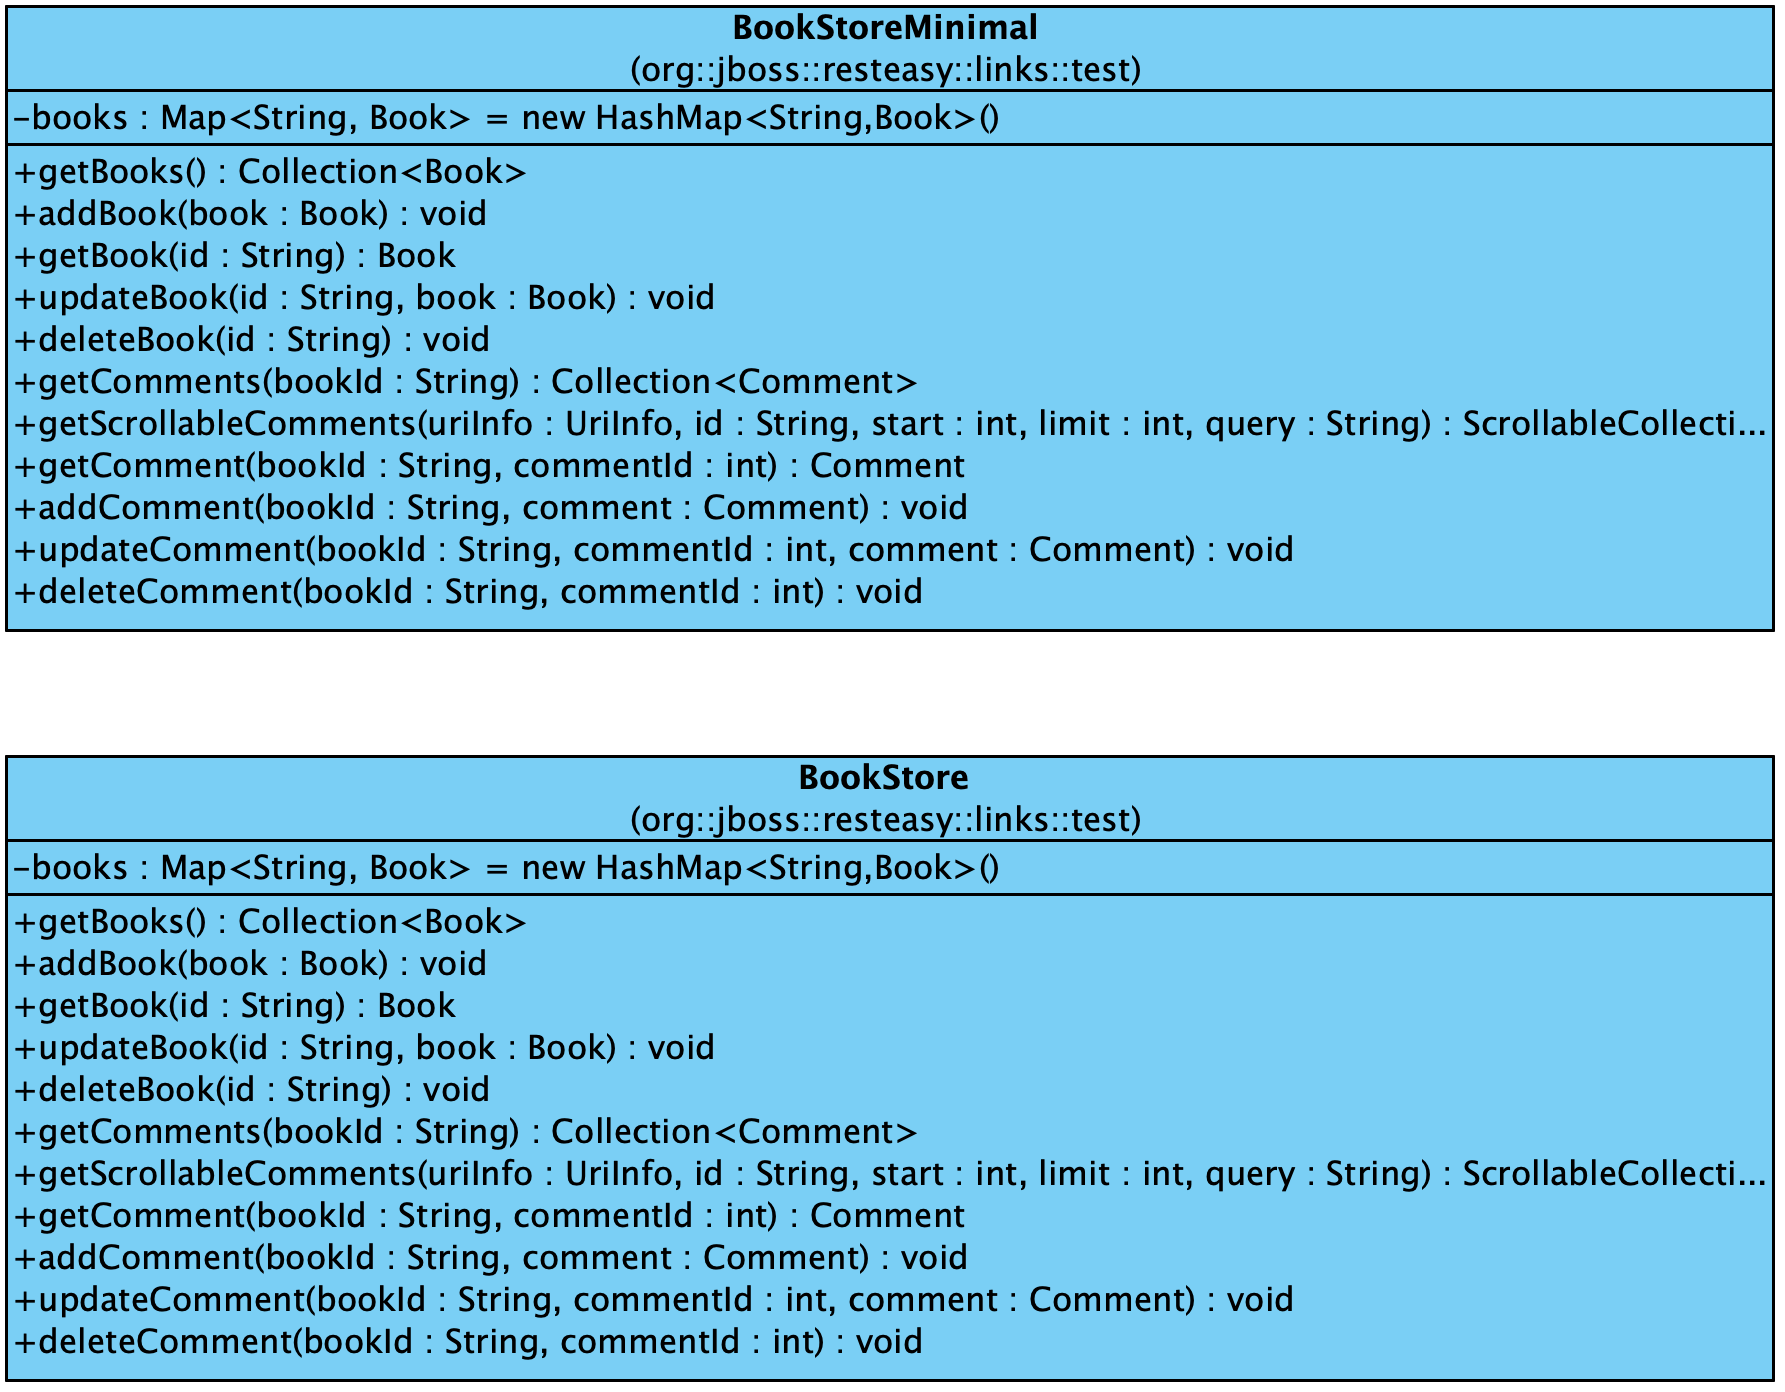 BookStoreMinimal
(org::jboss::resteasy::links::test)
-books : Map<String, Book> = new HashMap<String,Book>()
+getBooks() : Collection<Book>
+addBook(book : Book) : void
+getBook(id : String) : Book
+updateBook(id : String, book : Book) : void
+deleteBook(id : String) : void
+getComments(bookId : String) : Collection<Comment>
+getScrollableComments(uriInfo : UriInfo, id : String, start : int, limit : int, query : String) : ScrollableCollecti...
+getComment(bookId : String, commentId : int) : Comment
+addComment(bookId : String, comment : Comment) : void
+updateComment(bookId : String, commentId : int, comment : Comment) : void
+deleteComment(bookId : String, commentId : int) : void
BookStore
(org::jboss::resteasy::links::test)
-books : Map<String, Book> = new HashMap<String,Book>()
+getBooks() : Collection<Book>
+addBook(book : Book) : void
+getBook(id : String) : Book
+updateBook(id : String, book : Book) : void
+deleteBook(id : String) : void
+getComments(bookId : String) : Collection<Comment>
+getScrollableComments(uriInfo : UriInfo, id : String, start : int, limit : int, query : String) : ScrollableCollecti...
+getComment(bookId : String, commentId : int) : Comment
+addComment(bookId : String, comment : Comment) : void
+updateComment(bookId : String, commentId : int, comment : Comment) : void
+deleteComment(bookId : String, commentId : int) : void